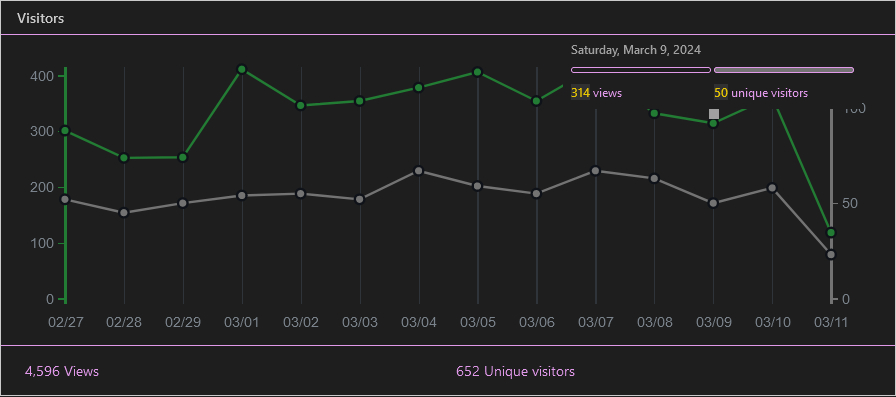 Visitors
Saturday, March 9, 2024
314 views
50 unique visitors
400
300
200
100
0
100
50
0
02/27 02/28 02/29 03/01 03/02 03/03 03/04 03/05 03/06 03/07 03/08 03/09 03/10 03/11
4,596 Views
652 Unique visitors